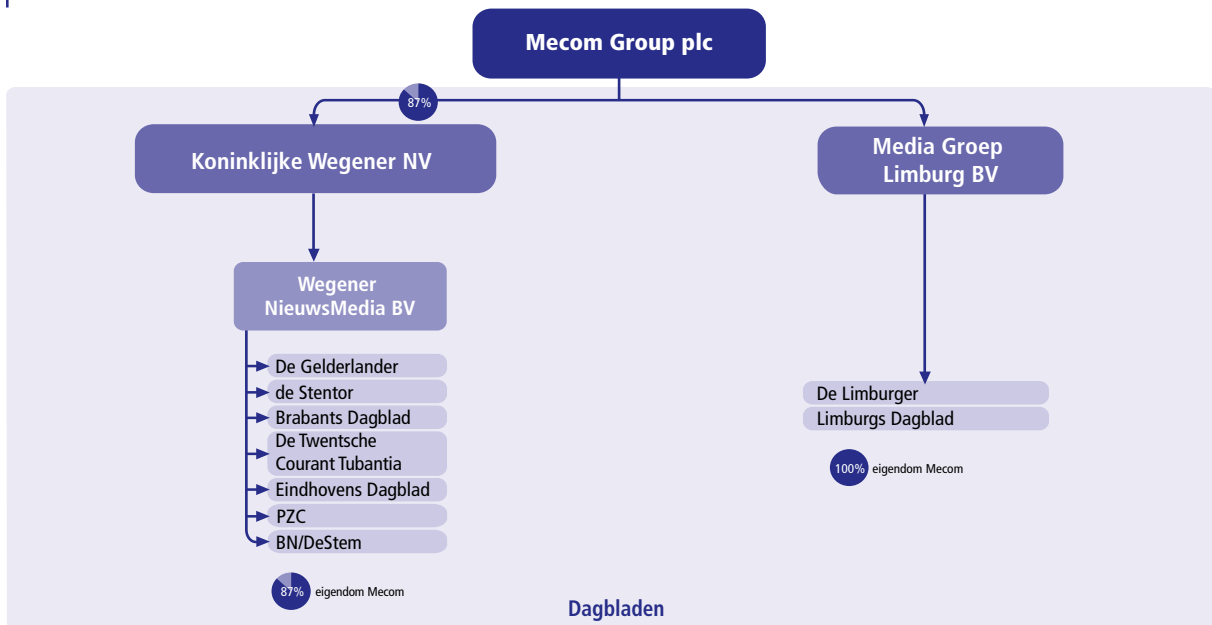 Mecom Group plc
87%
Koninklijke Wegener NV
Media Groep
Limburg BV
Wegener
NieuwsMedia BV
De Gelderlander
de Stentor
Brabants Dagblad
De Twentsche
Courant Tubantia
Eindhovens Dagblad
PZC
BN/DeStem
87% eigendom Mecom
De Limburger
Limburgs Dagblad
100% eigendom Mecom
Dagbladen